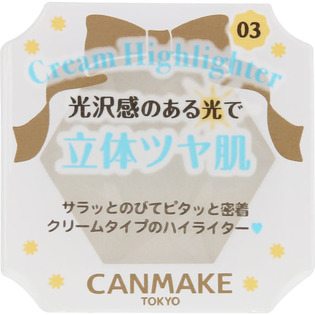 03
Cream Highlighter
光沢感のある光で
立体ツヤ肌
サラッとのびてピタッと密着
クリームタイプのハイライター♥
CANMAKE
TOKYO